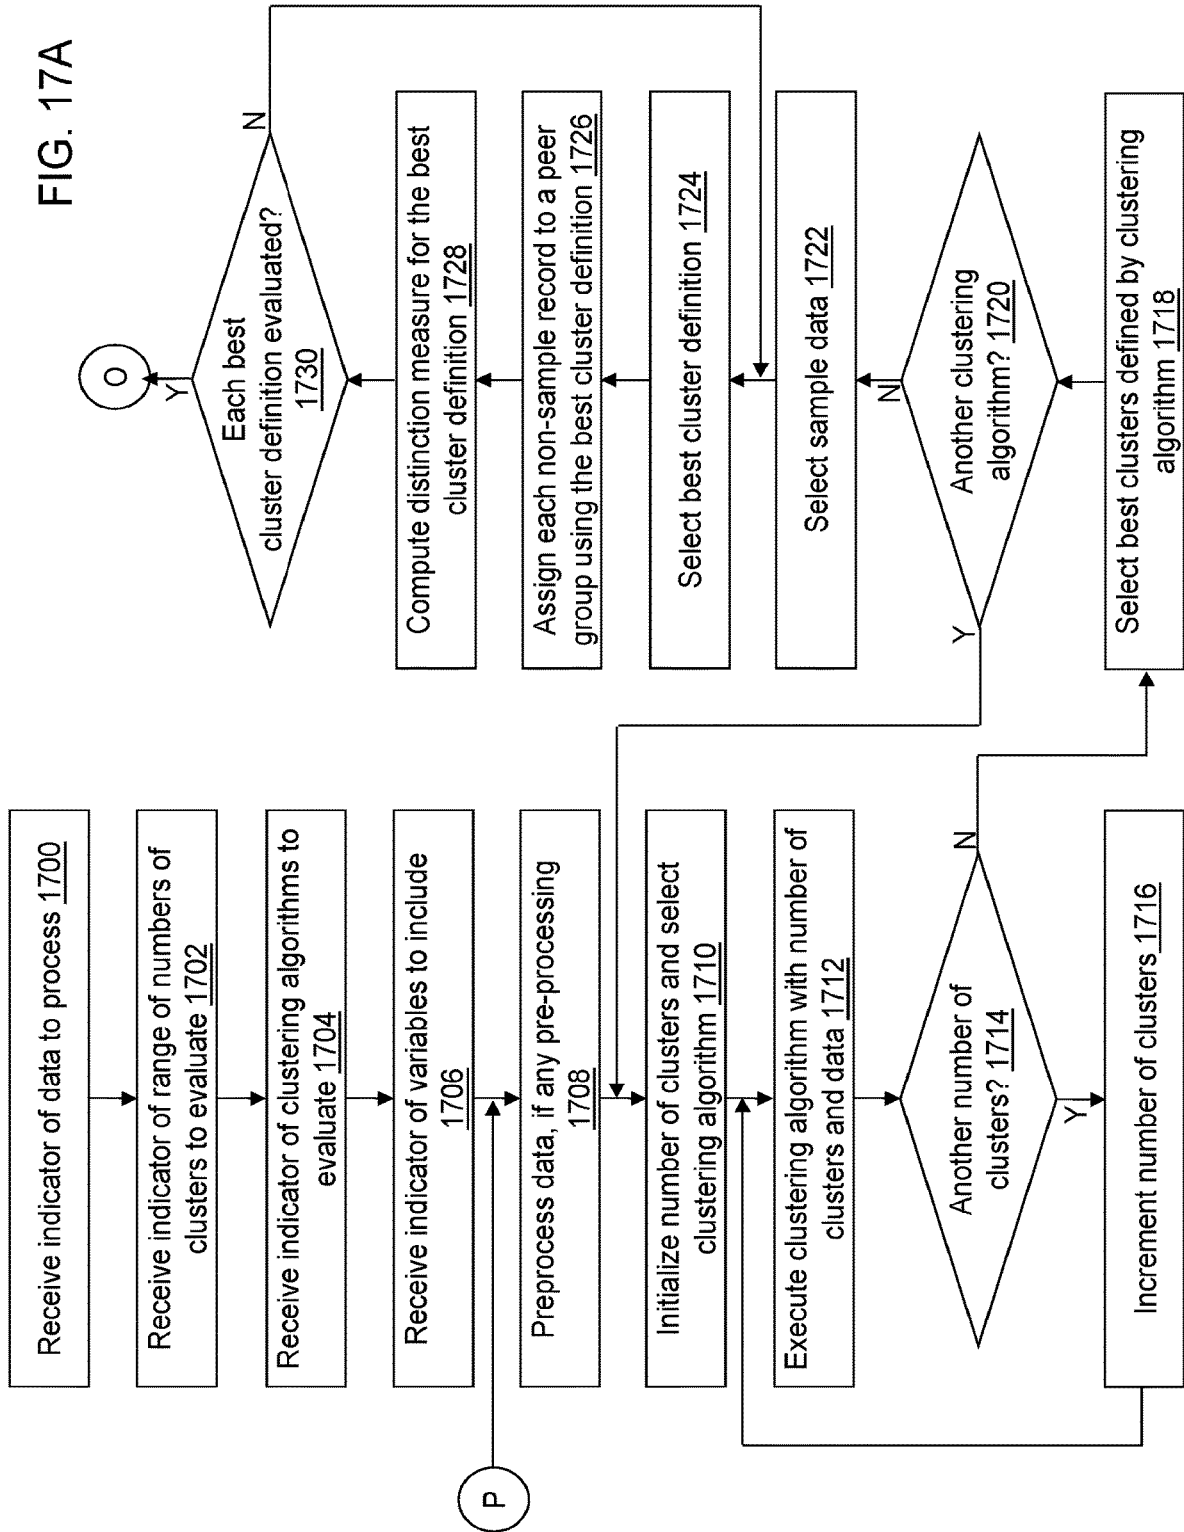 FIG. 17A
Receive indicator of data to process 1700
Receive indicator of range of numbers of
clusters to evaluate 1702
Receive indicator of clustering algorithms to
evaluate 1704
Receive indicator of variables to include
1706
P
Preprocess data, if any pre-processing
1708
Initialize number of clusters and select
clustering algorithm 1710
Execute clustering algorithm with number of
clusters and data 1712
Another number of
clusters? 1714
N
Y
Increment number of clusters 1716
Select best clusters defined by clustering
algorithm 1718
Another clustering
algorithm? 1720
Y
N
Select sample data 1722
Select best cluster definition 1724
Assign each non-sample record to a peer
group using the best cluster definition 1726
Compute distinction measure for the best
cluster definition 1728
Each best
cluster definition evaluated?
1730
N
Y
O